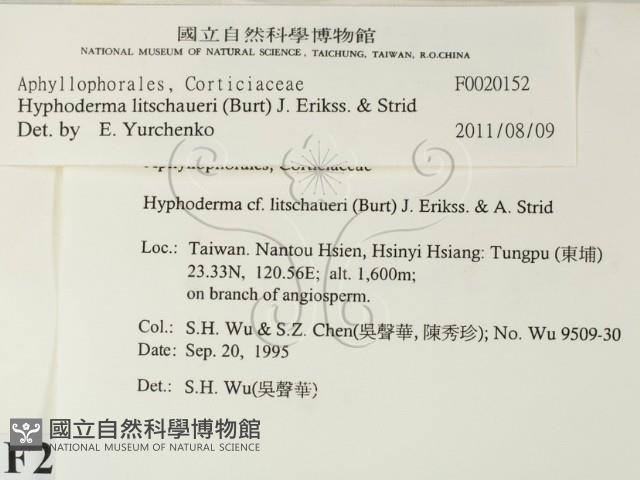 國立自然科學博物館
NATIONAL MUSEUM OF NATURAL SCIENCE, TAICHUNG, TAIWAN, R.O.CHINA
Aphyllophorales, Corticiaceae F0020152
Hyphoderma litschaueri (Burt) J. Erikss. & Strid
Det. by E. Yurchenko 2011/08/09
Aphyllophorales, Corticiaceae
Hyphoderma cf. litschaueri (Burt) J. Erikss. & A. Strid
Loc.: Taiwan. Nantou Hsien, Hsinyi Hsiang: Tungpu (東埔)
23.33N, 120.56E; alt. 1,600m;
on branch of angiosperm.
Col.: S.H. Wu & S.Z. Chen(吳聲華, 陳秀珍); No. Wu 9509-30
Date: Sep. 20, 1995
Det.: S.H. Wu(吳聲華)
國立自然科學博物館
NATIONAL MUSEUM OF NATURAL SCIENCE
F2